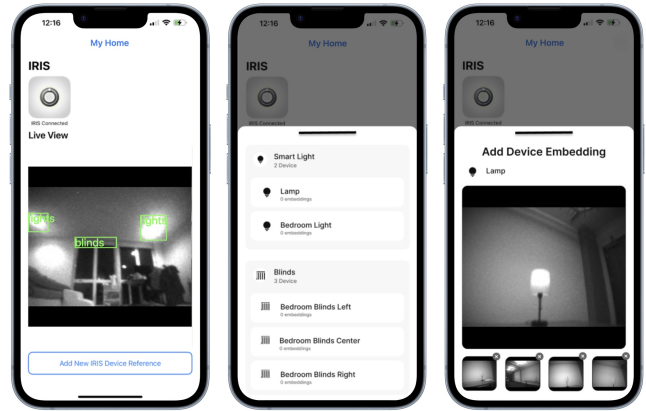 12:16
My Home
IRIS
IRIS Connected
Live View
lights
lights
blinds
Add New IRIS Device Reference
12:16
My Home
IRIS
IRIS Connected
Smart Light
2 Device
Lamp
0 embeddings
Bedroom Light
0 embeddings
Blinds
3 Device
Bedroom Blinds Left
0 embeddings
Bedroom Blinds Center
0 embeddings
Bedroom Blinds Right
0 embeddings
12:16
My Home
IRIS
IRIS Connected
Add Device Embedding
Lamp